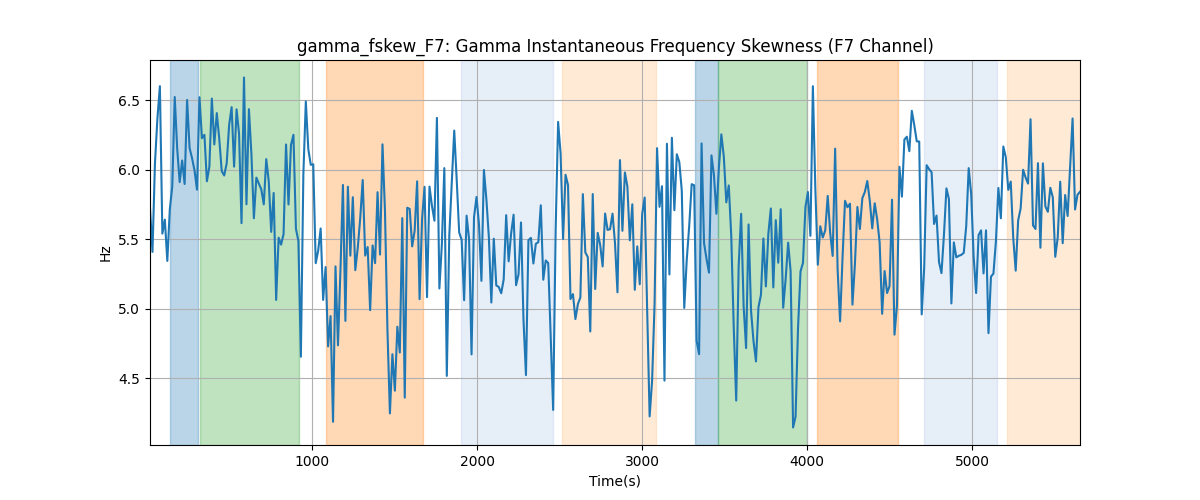 gamma_fskew_F7: Gamma Instantaneous Frequency Skewness (F7 Channel)
6.5
6.0
5.5
5.0
4.5
Hz
1000 2000 3000 4000 5000
Time(s)